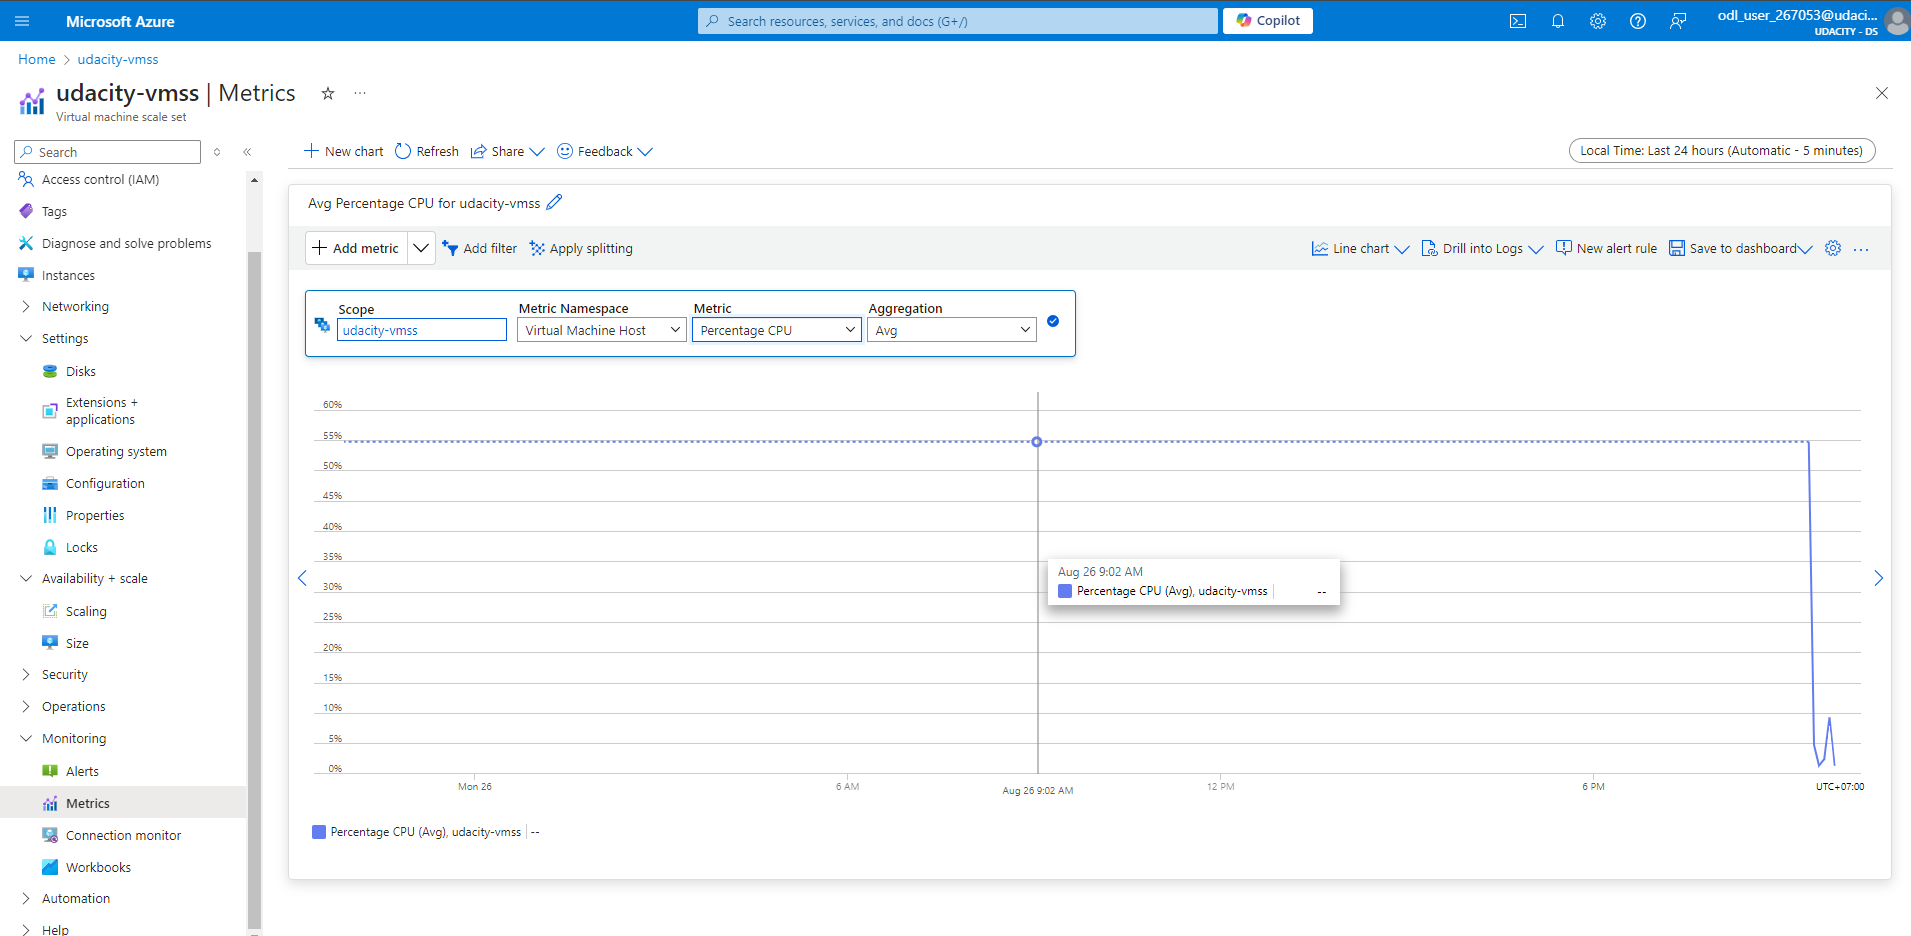 Microsoft Azure
Search resources, services, and docs (G+/)
Copilot
odl_user_267053@udaci...
UDACITY - DS
Home
udacity-vmss
udacity-vmss | Metrics
Virtual machine scale set
Search
New chart
Refresh
Share
Feedback
Local Time: Last 24 hours (Automatic - 5 minutes)
Access control (IAM)
Tags
Diagnose and solve problems
Instances
Networking
Settings
Disks
Extensions +
applications
Operating system
Configuration
Properties
Locks
Availability + scale
Scaling
Size
Security
Operations
Monitoring
Alerts
Metrics
Connection monitor
Workbooks
Automation
Help
Avg Percentage CPU for udacity-vmss
Add metric
Add filter
Apply splitting
Line chart
Drill into Logs
New alert rule
Save to dashboard
Scope
udacity-vmss
Metric Namespace
Virtual Machine Host
Metric
Percentage CPU
Aggregation
Avg
60%
55%
50%
45%
40%
35%
30%
25%
20%
15%
10%
5%
0%
Aug 26 9:02 AM
Percentage CPU (Avg), udacity-vmss
--
Mon 26
6 AM
Aug 26 9:02 AM
12 PM
6 PM
UTC+07:00
Percentage CPU (Avg), udacity-vmss
--